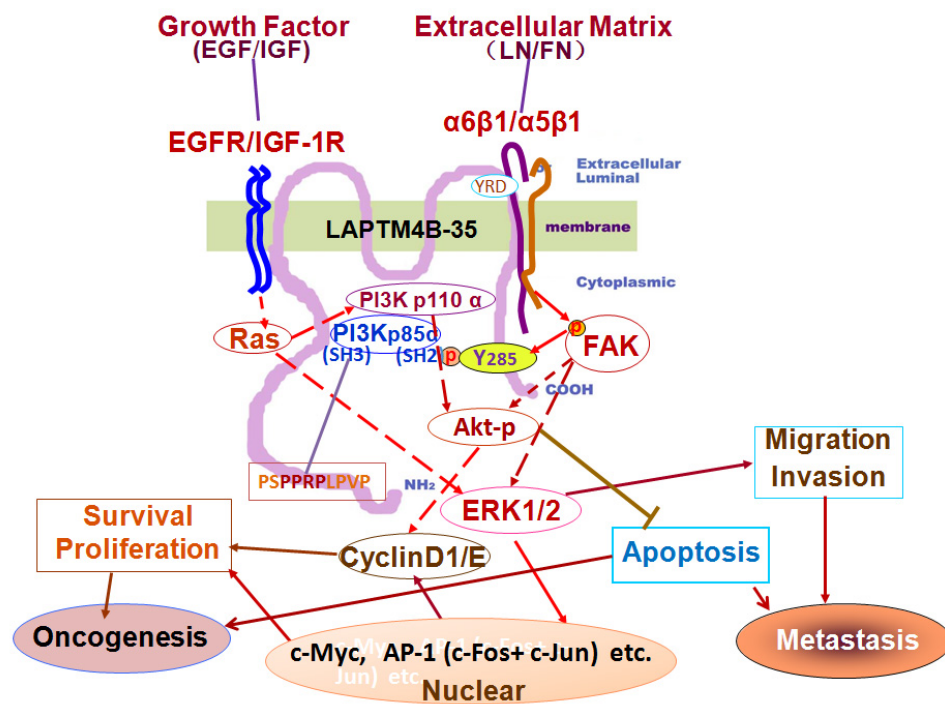 Growth Factor
(EGF/IGF)
Extracellular Matrix
(LN/FN)
EGFR/IGF-1R
α6β1/α5β1
Extracellular
Luminal
YRD
LAPTM4B-35
membrane
Cytoplasmic
PI3K p110 α
Ras
PI3Kp85α
(SH3)
(SH2
p
Y285
p
FAK
COOH
Akt-p
PSPPRPLPVP
NH₂
ERK1/2
Migration
Invasion
Survival
Proliferation
CyclinD1/E
Apoptosis
Oncogenesis
c-Myc, AP-1 (c-Fos+ c-Jun) etc.
Jun) etc
Nuclear
Metastasis